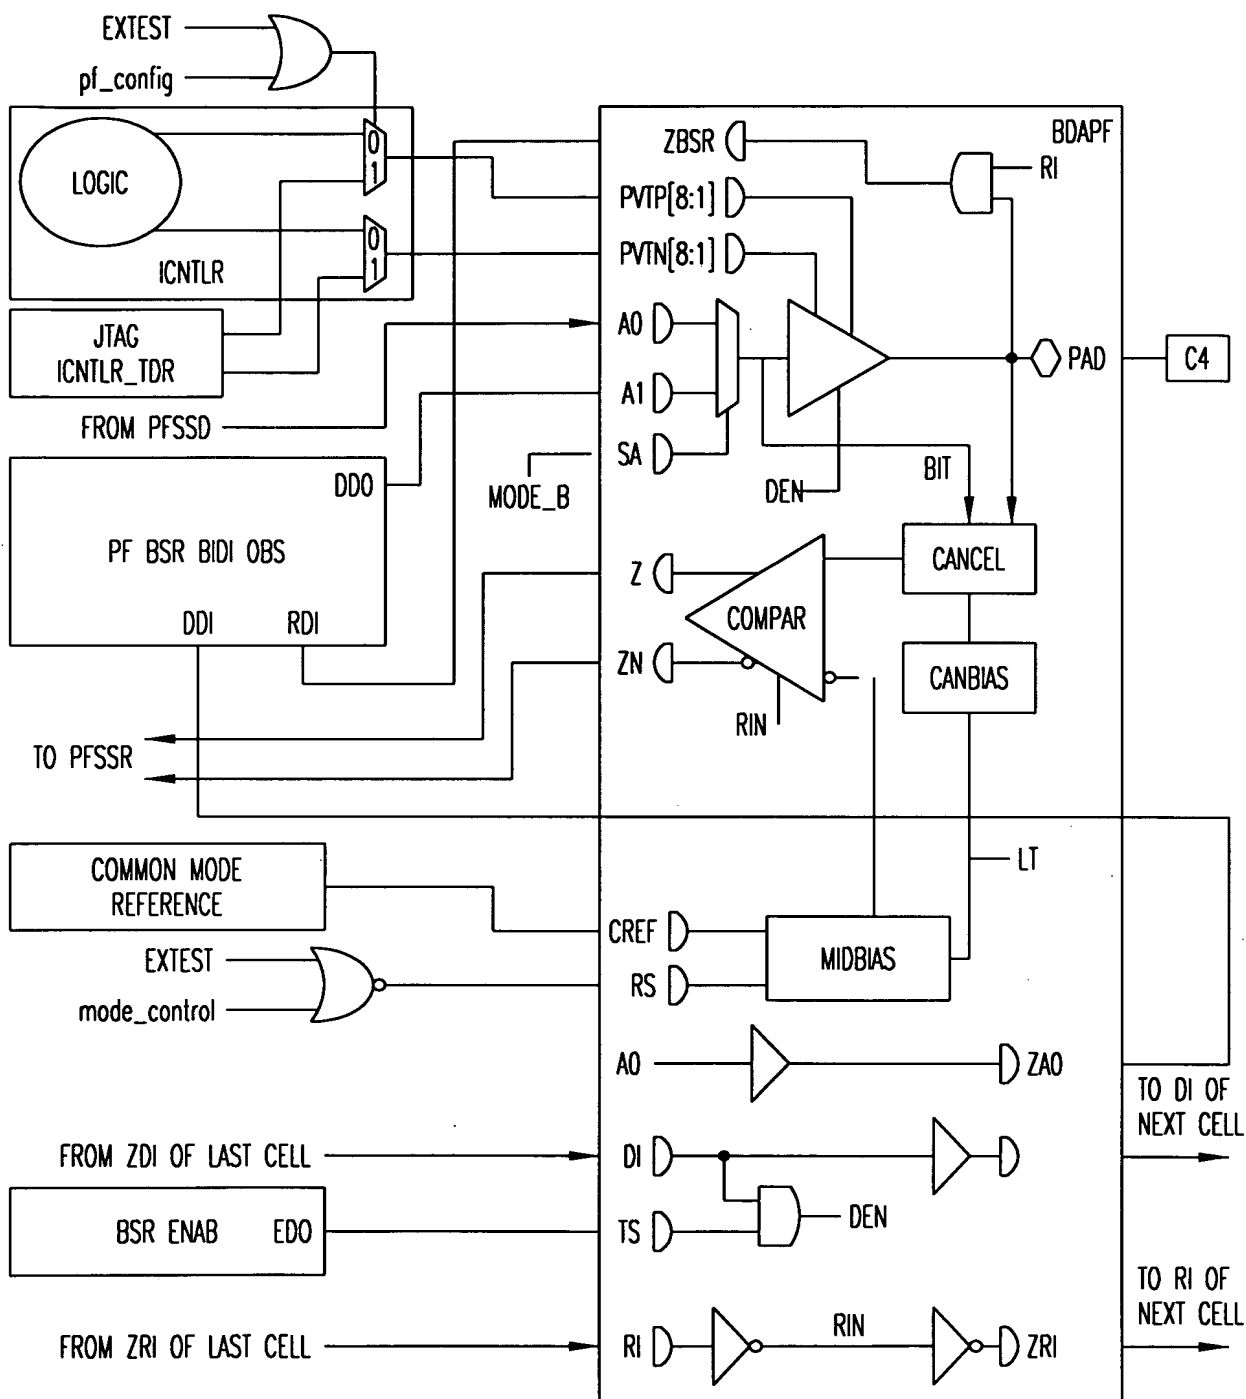 EXTEST
pf_config
BDAPF
ZBSR
RI
LOGIC
0
1
PVTP[8:1]
PVTN[8:1]
0
1
ICNTLR
JTAG
ICNTLR_TDR
A0
PAD
C4
A1
FROM PFSSD
SA
MODE_B
DEN
BIT
DDO
PF BSR BIDI OBS
Z
CANCEL
COMPAR
DDI
RDI
ZN
CANBIAS
RIN
TO PFSSR
COMMON MODE
REFERENCE
LT
CREF
EXTEST
MIDBIAS
RS
mode_control
A0
ZA0
TO DI OF
NEXT CELL
FROM ZDI OF LAST CELL
DI
BSR ENAB
EDO
TS
DEN
TO RI OF
NEXT CELL
FROM ZRI OF LAST CELL
RI
RIN
ZRI